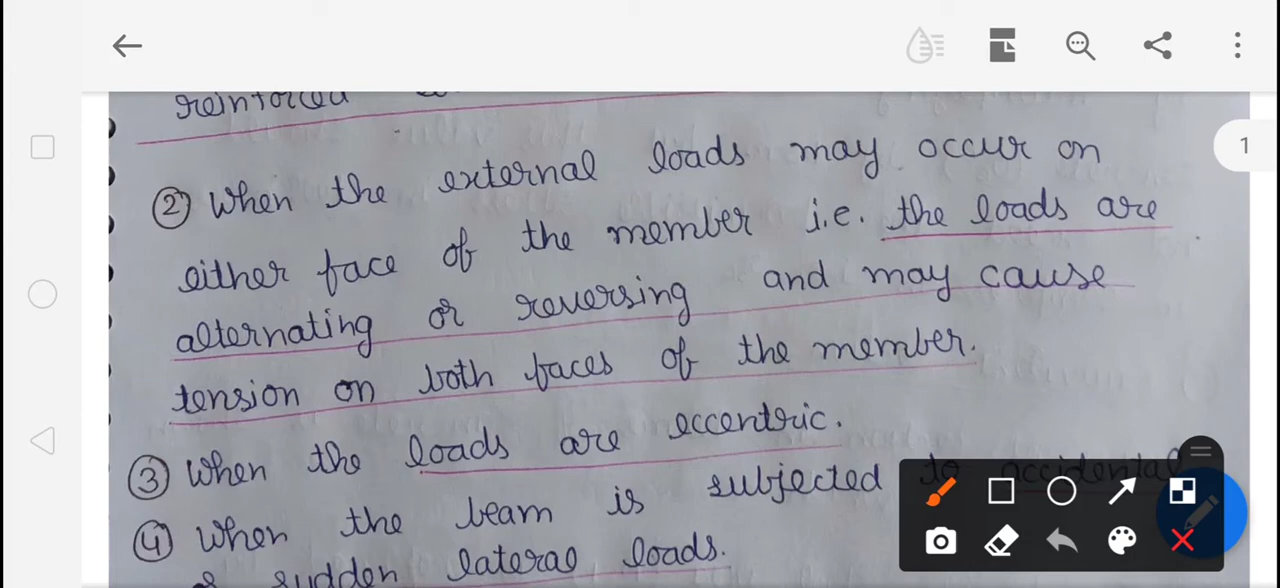 reinforced
② When the external loads may occur on
1
either face of the member i.e. the loads are
alternating or reversing and may cause
tension on both faces of the member.
③ When the loads are eccentric.
④ When the beam is subjected to accidental
sudden lateral loads.